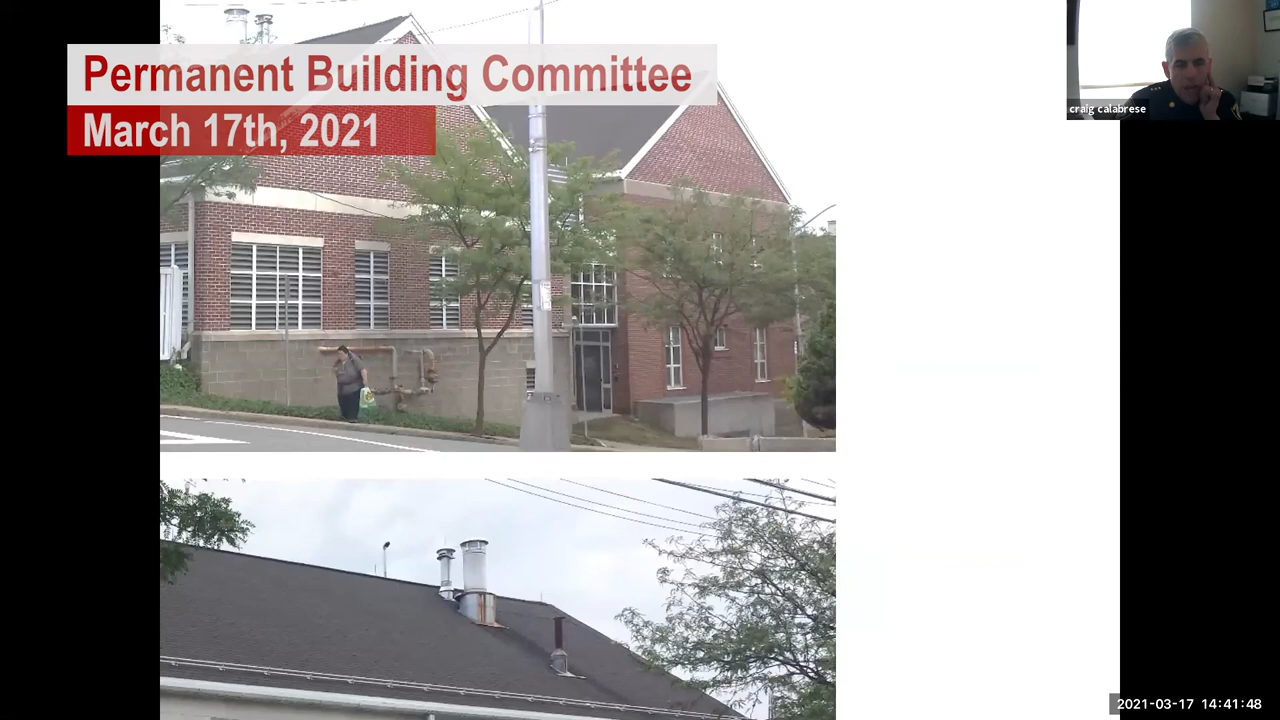 Permanent Building Committee
March 17th, 2021
craig calabrese
2021-03-17 14:41:48